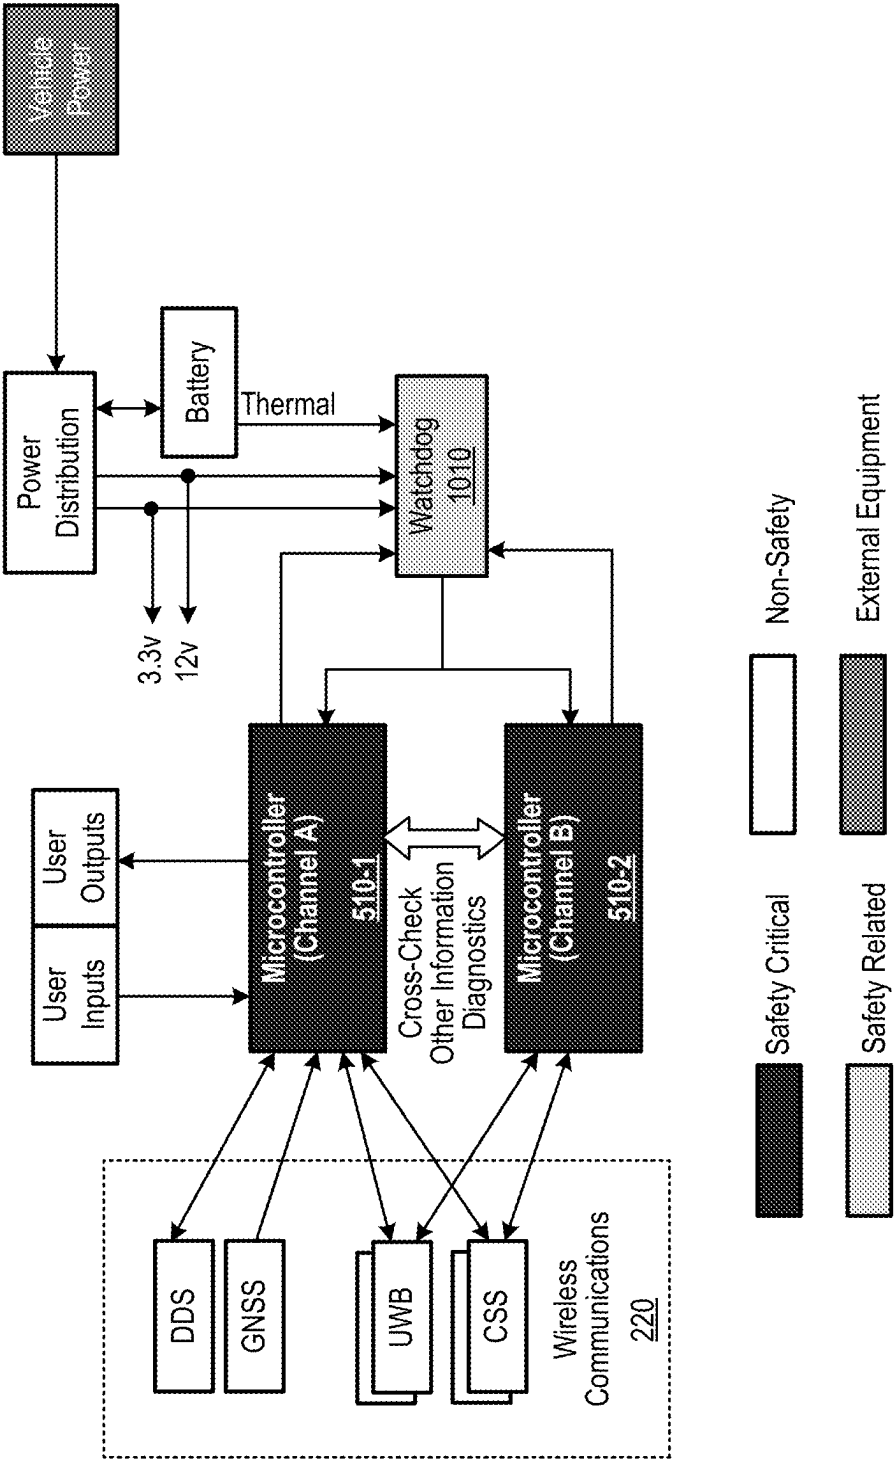 DDS
GNSS
UWB
CSS
Wireless
Communications
220
User
Inputs
User
Outputs
Microcontroller
(Channel A)
510-1
Cross-Check
Other Information
Diagnostics
Microcontroller
(Channel B)
510-2
3.3v
12v
Power
Distribution
Battery
Thermal
Watchdog
1010
Vehicle
Power
Safety Critical
Non-Safety
Safety Related
External Equipment